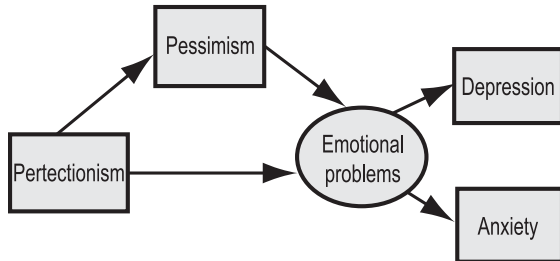 Pessimism
Depression
Pertectionism
Emotional
problems
Anxiety